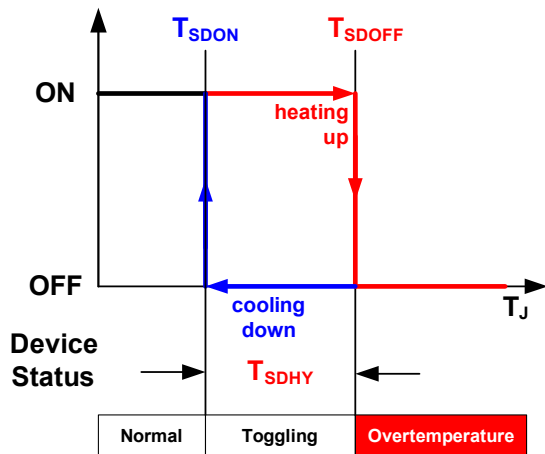 TSDON TSDOFF
ON
heating
up
OFF
cooling
down
TJ
Device
Status
TSDHY
Normal Toggling Overtemperature